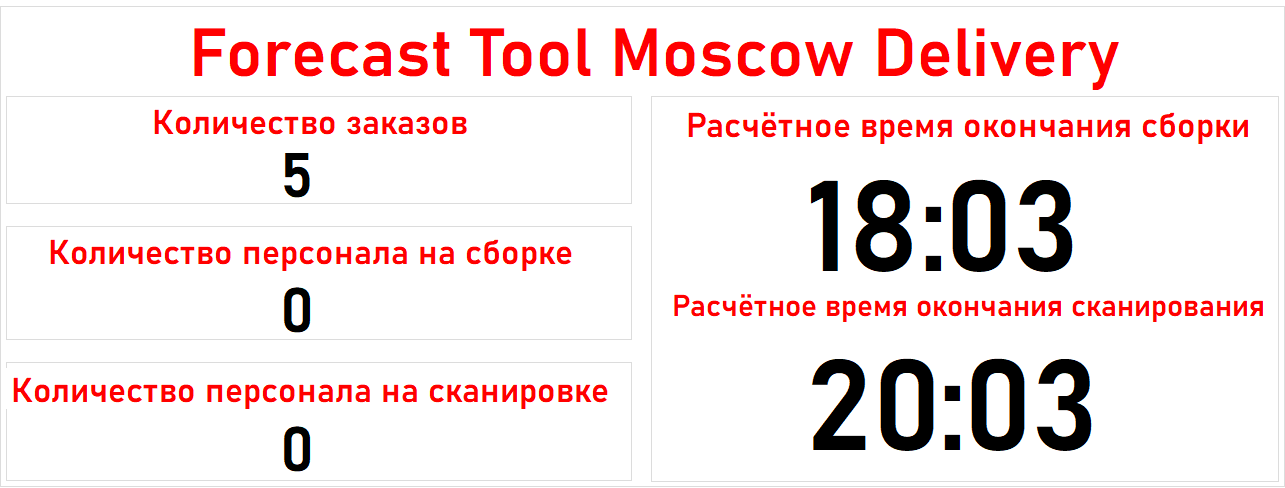 Forecast Tool Moscow Delivery
Количество заказов
5
Количество персонала на сборке
0
Количество персонала на сканировке
0
Расчётное время окончания сборки
18:03
Расчётное время окончания сканирования
20:03